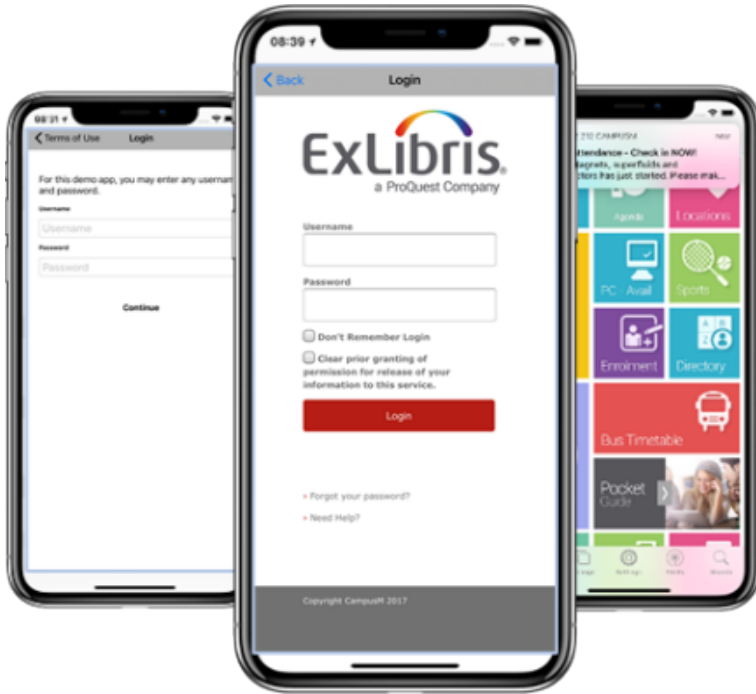 08:31
Terms of Use
Login
For this demo app, you may enter any usernam
and password.
Username
Username
Password
Password
Continue
08:39
Back
Login
ExLibris.
a ProQuest Company
Username
Password
Don't Remember Login
Clear prior granting of
permission for release of your
information to this service.
Login
» Forgot your password?
» Need Help?
Copyright CampusM 2017
212 CAMPUSM
now
ttendance - Check in NOW!
agnets, superfluids and
ctors has just started. Please mak...
Agenda
Locations
PC - Avail
Sports
Enrolment
Directory
Bus Timetable
Pocket
Guide
Settings